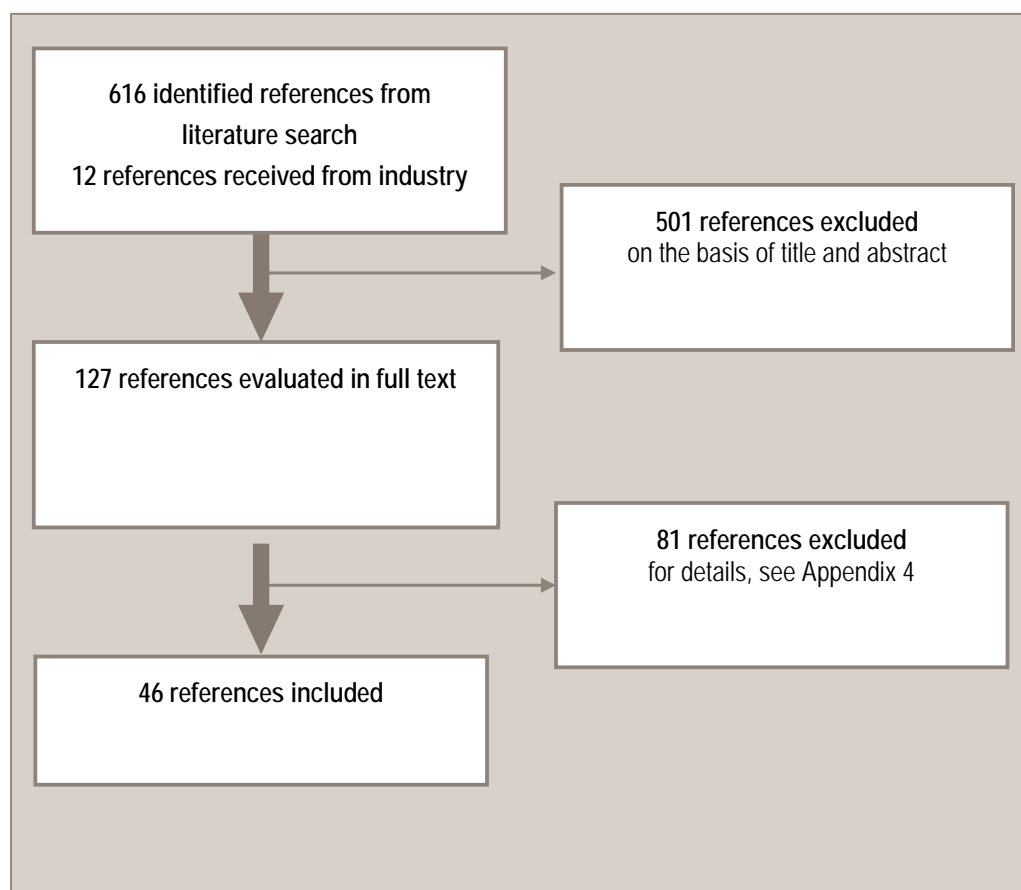 616 identified references from
literature search
12 references received from industry
501 references excluded
on the basis of title and abstract
127 references evaluated in full text
81 references excluded
for details, see Appendix 4
46 references included